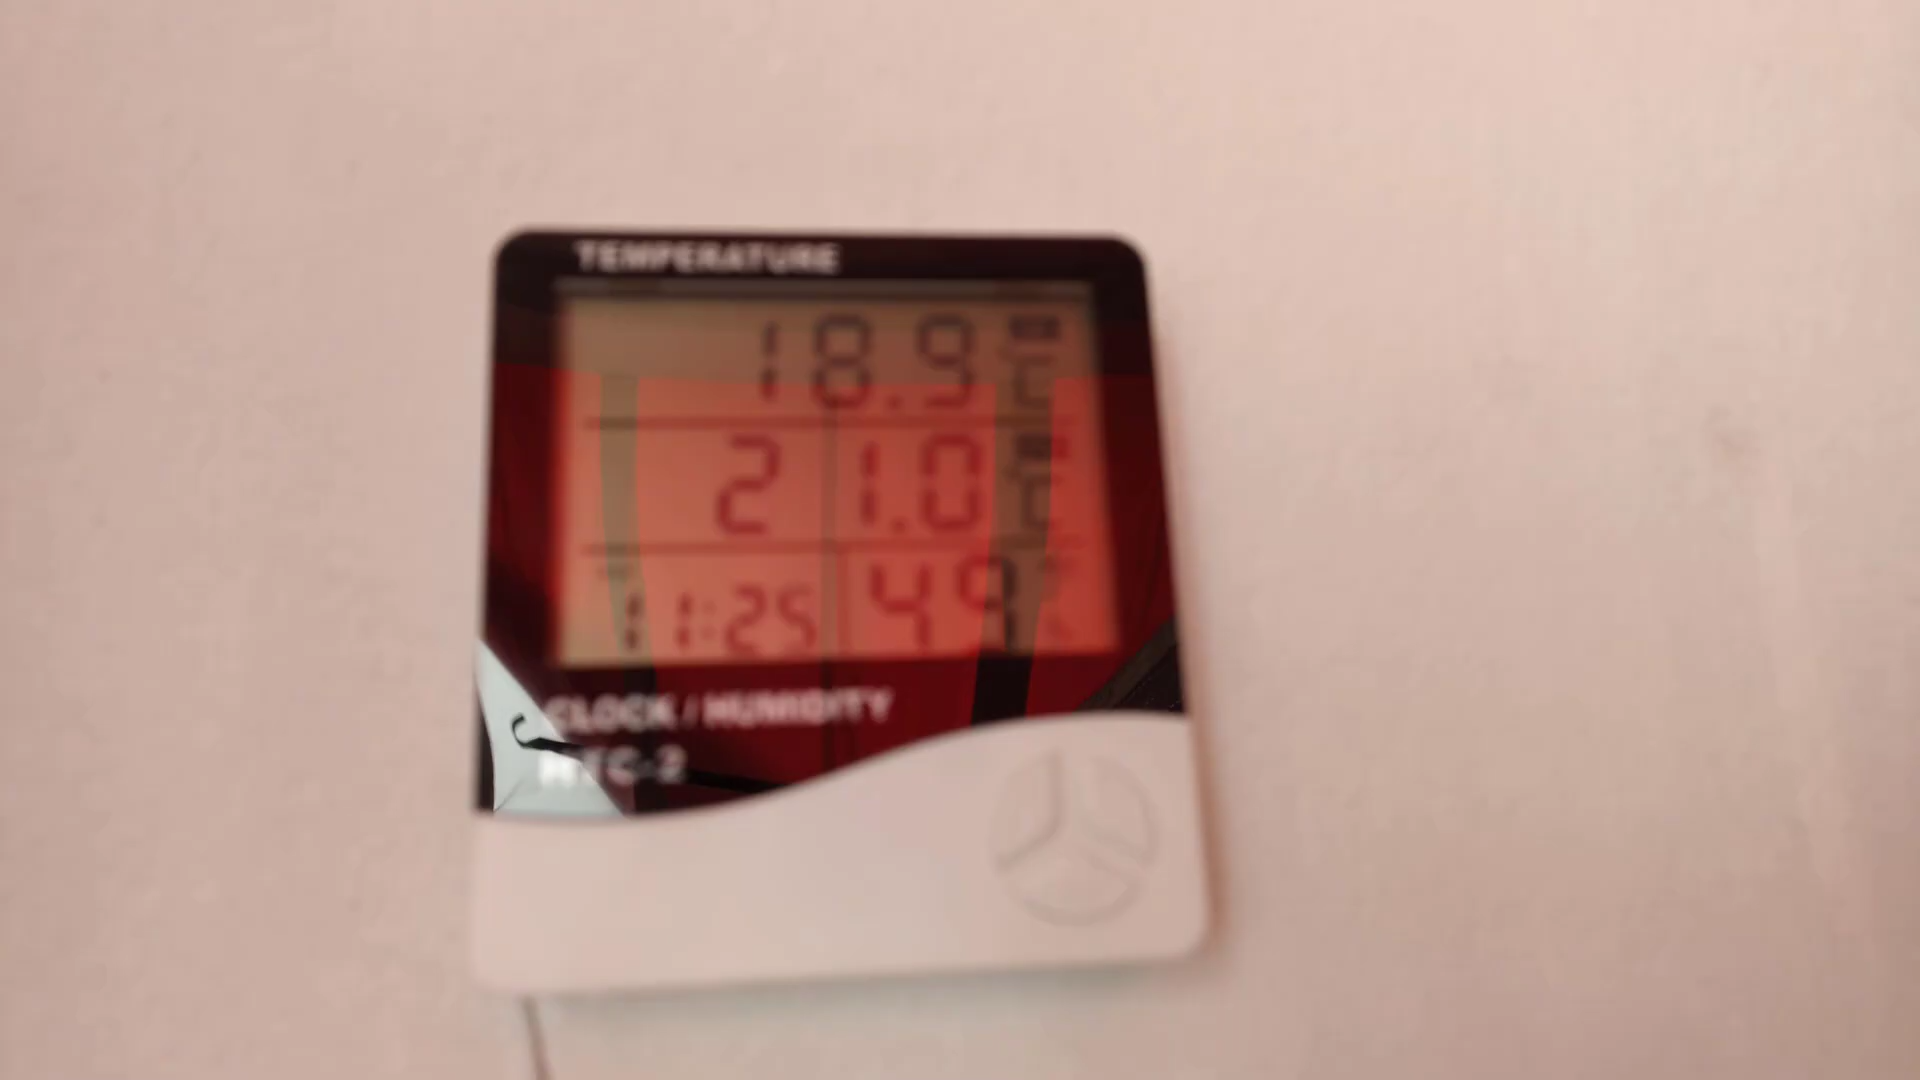 TEMPERATURE
18.9 °C
21.0 °C
11:25 49 %
CLOCK / HUMIDITY
HTC-2